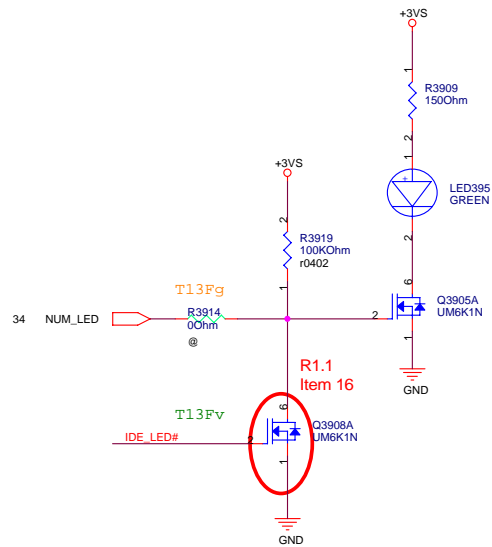 +3VS
1
R3909
150Ohm
2
1
+
LED395
GREEN
2
+3VS
2
R3919
100KOhm
r0402
1
T13Fg
34 NUM_LED
R3914
0Ohm
@
6
2
Q3905A
UM6K1N
1
GND
R1.1
Item 16
T13Fv
6
IDE_LED#
2
Q3908A
UM6K1N
1
GND